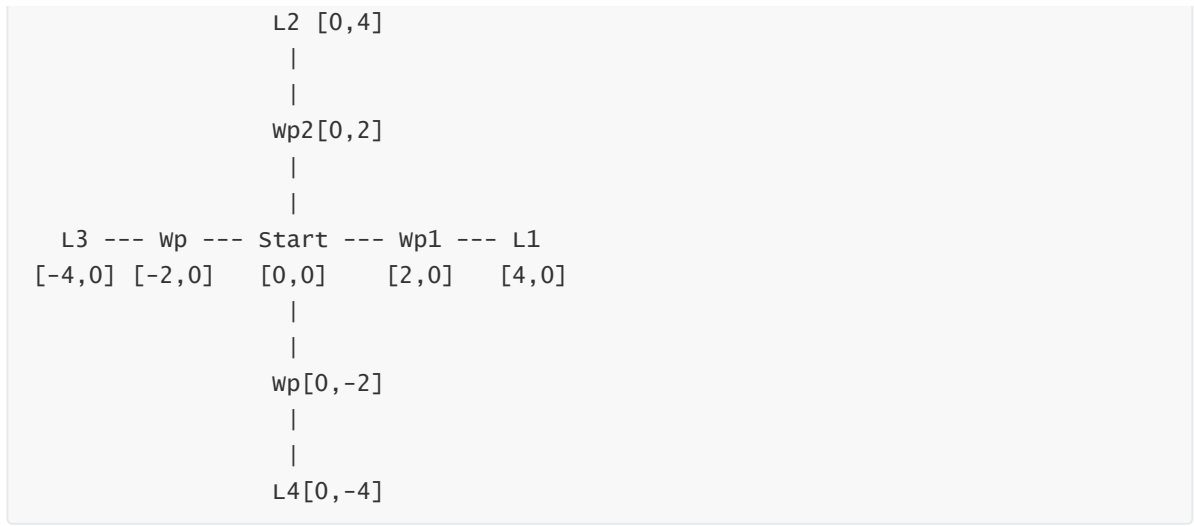 L2 [0,4]
|
|
Wp2[0,2]
|
|
L3 --- Wp --- Start --- Wp1 --- L1
[-4,0] [-2,0] [0,0] [2,0] [4,0]
|
|
Wp[0,-2]
|
|
L4[0,-4]